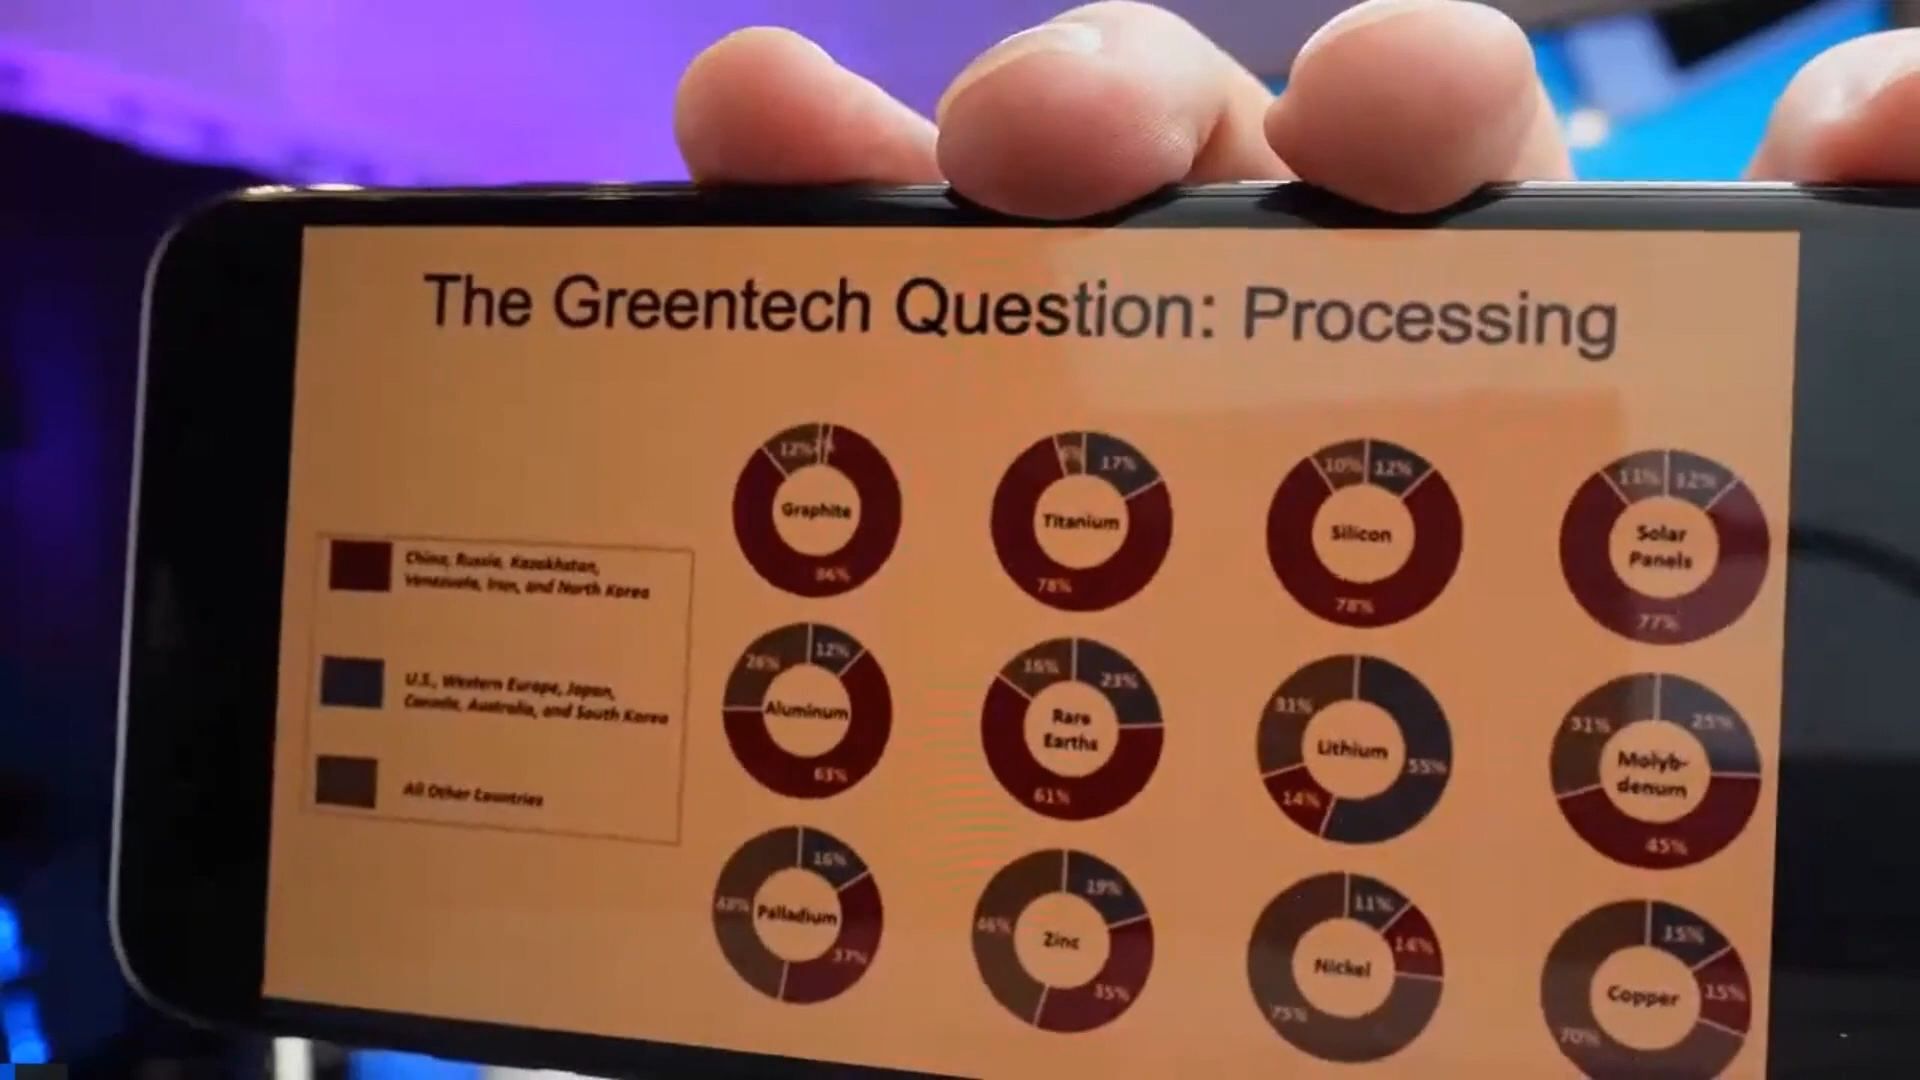 The Greentech Question: Processing
China, Russia, Kazakhstan,
Venezuela, Iran, and North Korea
U.S., Western Europe, Japan,
Canada, Australia, and South Korea
All Other Countries
12%
Graphite
86%
17%
Titanium
78%
10% 12%
Silicon
78%
11% 12%
Solar
Panels
77%
26% 12%
Aluminum
63%
16% 23%
Rare
Earths
61%
31%
Lithium
55%
14%
31% 25%
Molyb-
denum
45%
16%
Palladium
37%
19%
46%
Zinc
35%
11%
14%
Nickel
75%
15%
Copper
15%
70%